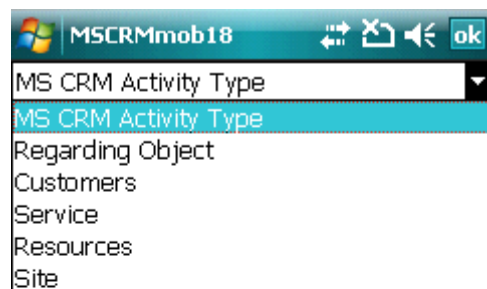 MSCRMmob18 ok
MS CRM Activity Type
MS CRM Activity Type
Regarding Object
Customers
Service
Resources
Site